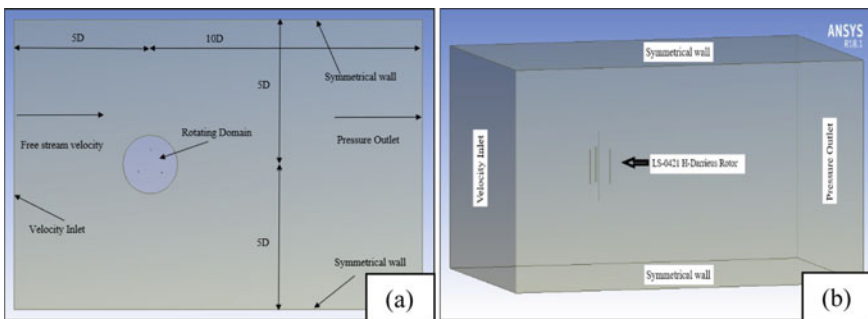 5D
10D
Symmetrical wall
5D
Free stream velocity
Rotating Domain
Pressure Outlet
Velocity Inlet
5D
Symmetrical wall
(a)
ANSYS
R18.1
Symmetrical wall
Velocity Inlet
LS-0421 H-Darrieus Rotor
Pressure Outlet
Symmetrical wall
(b)